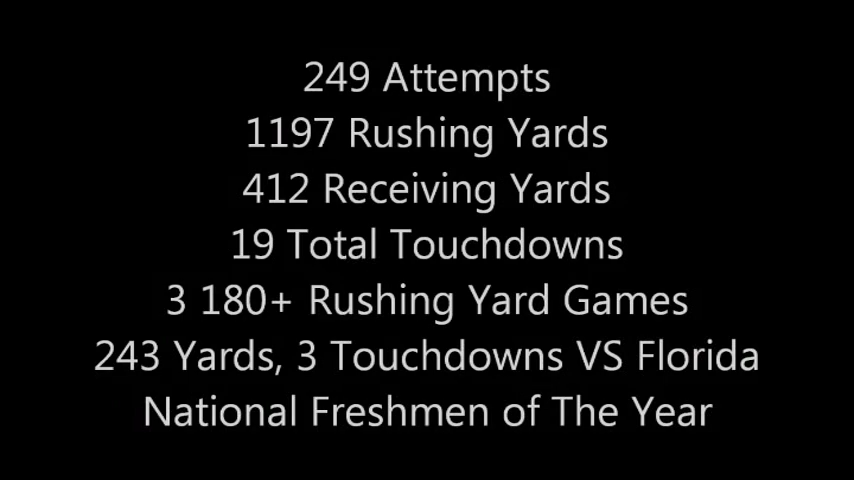 249 Attempts
1197 Rushing Yards
412 Receiving Yards
19 Total Touchdowns
3 180+ Rushing Yard Games
243 Yards, 3 Touchdowns VS Florida
National Freshmen of The Year